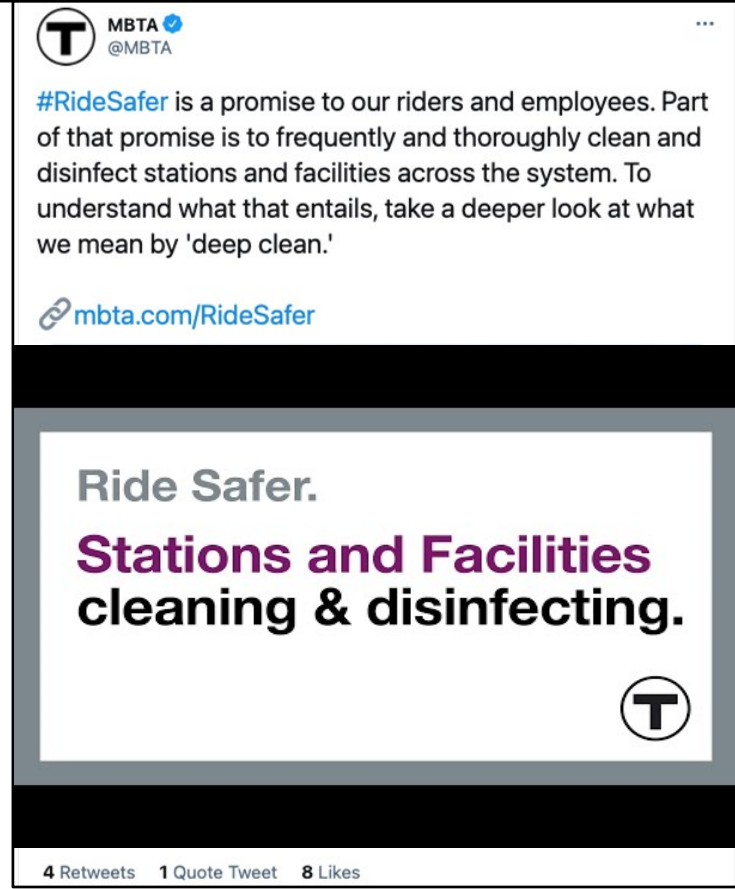 MBTA
@MBTA
#RideSafer is a promise to our riders and employees. Part
of that promise is to frequently and thoroughly clean and
disinfect stations and facilities across the system. To
understand what that entails, take a deeper look at what
we mean by 'deep clean.'
mbta.com/RideSafer
Ride Safer.
Stations and Facilities
cleaning & disinfecting.
T
4 Retweets 1 Quote Tweet 8 Likes